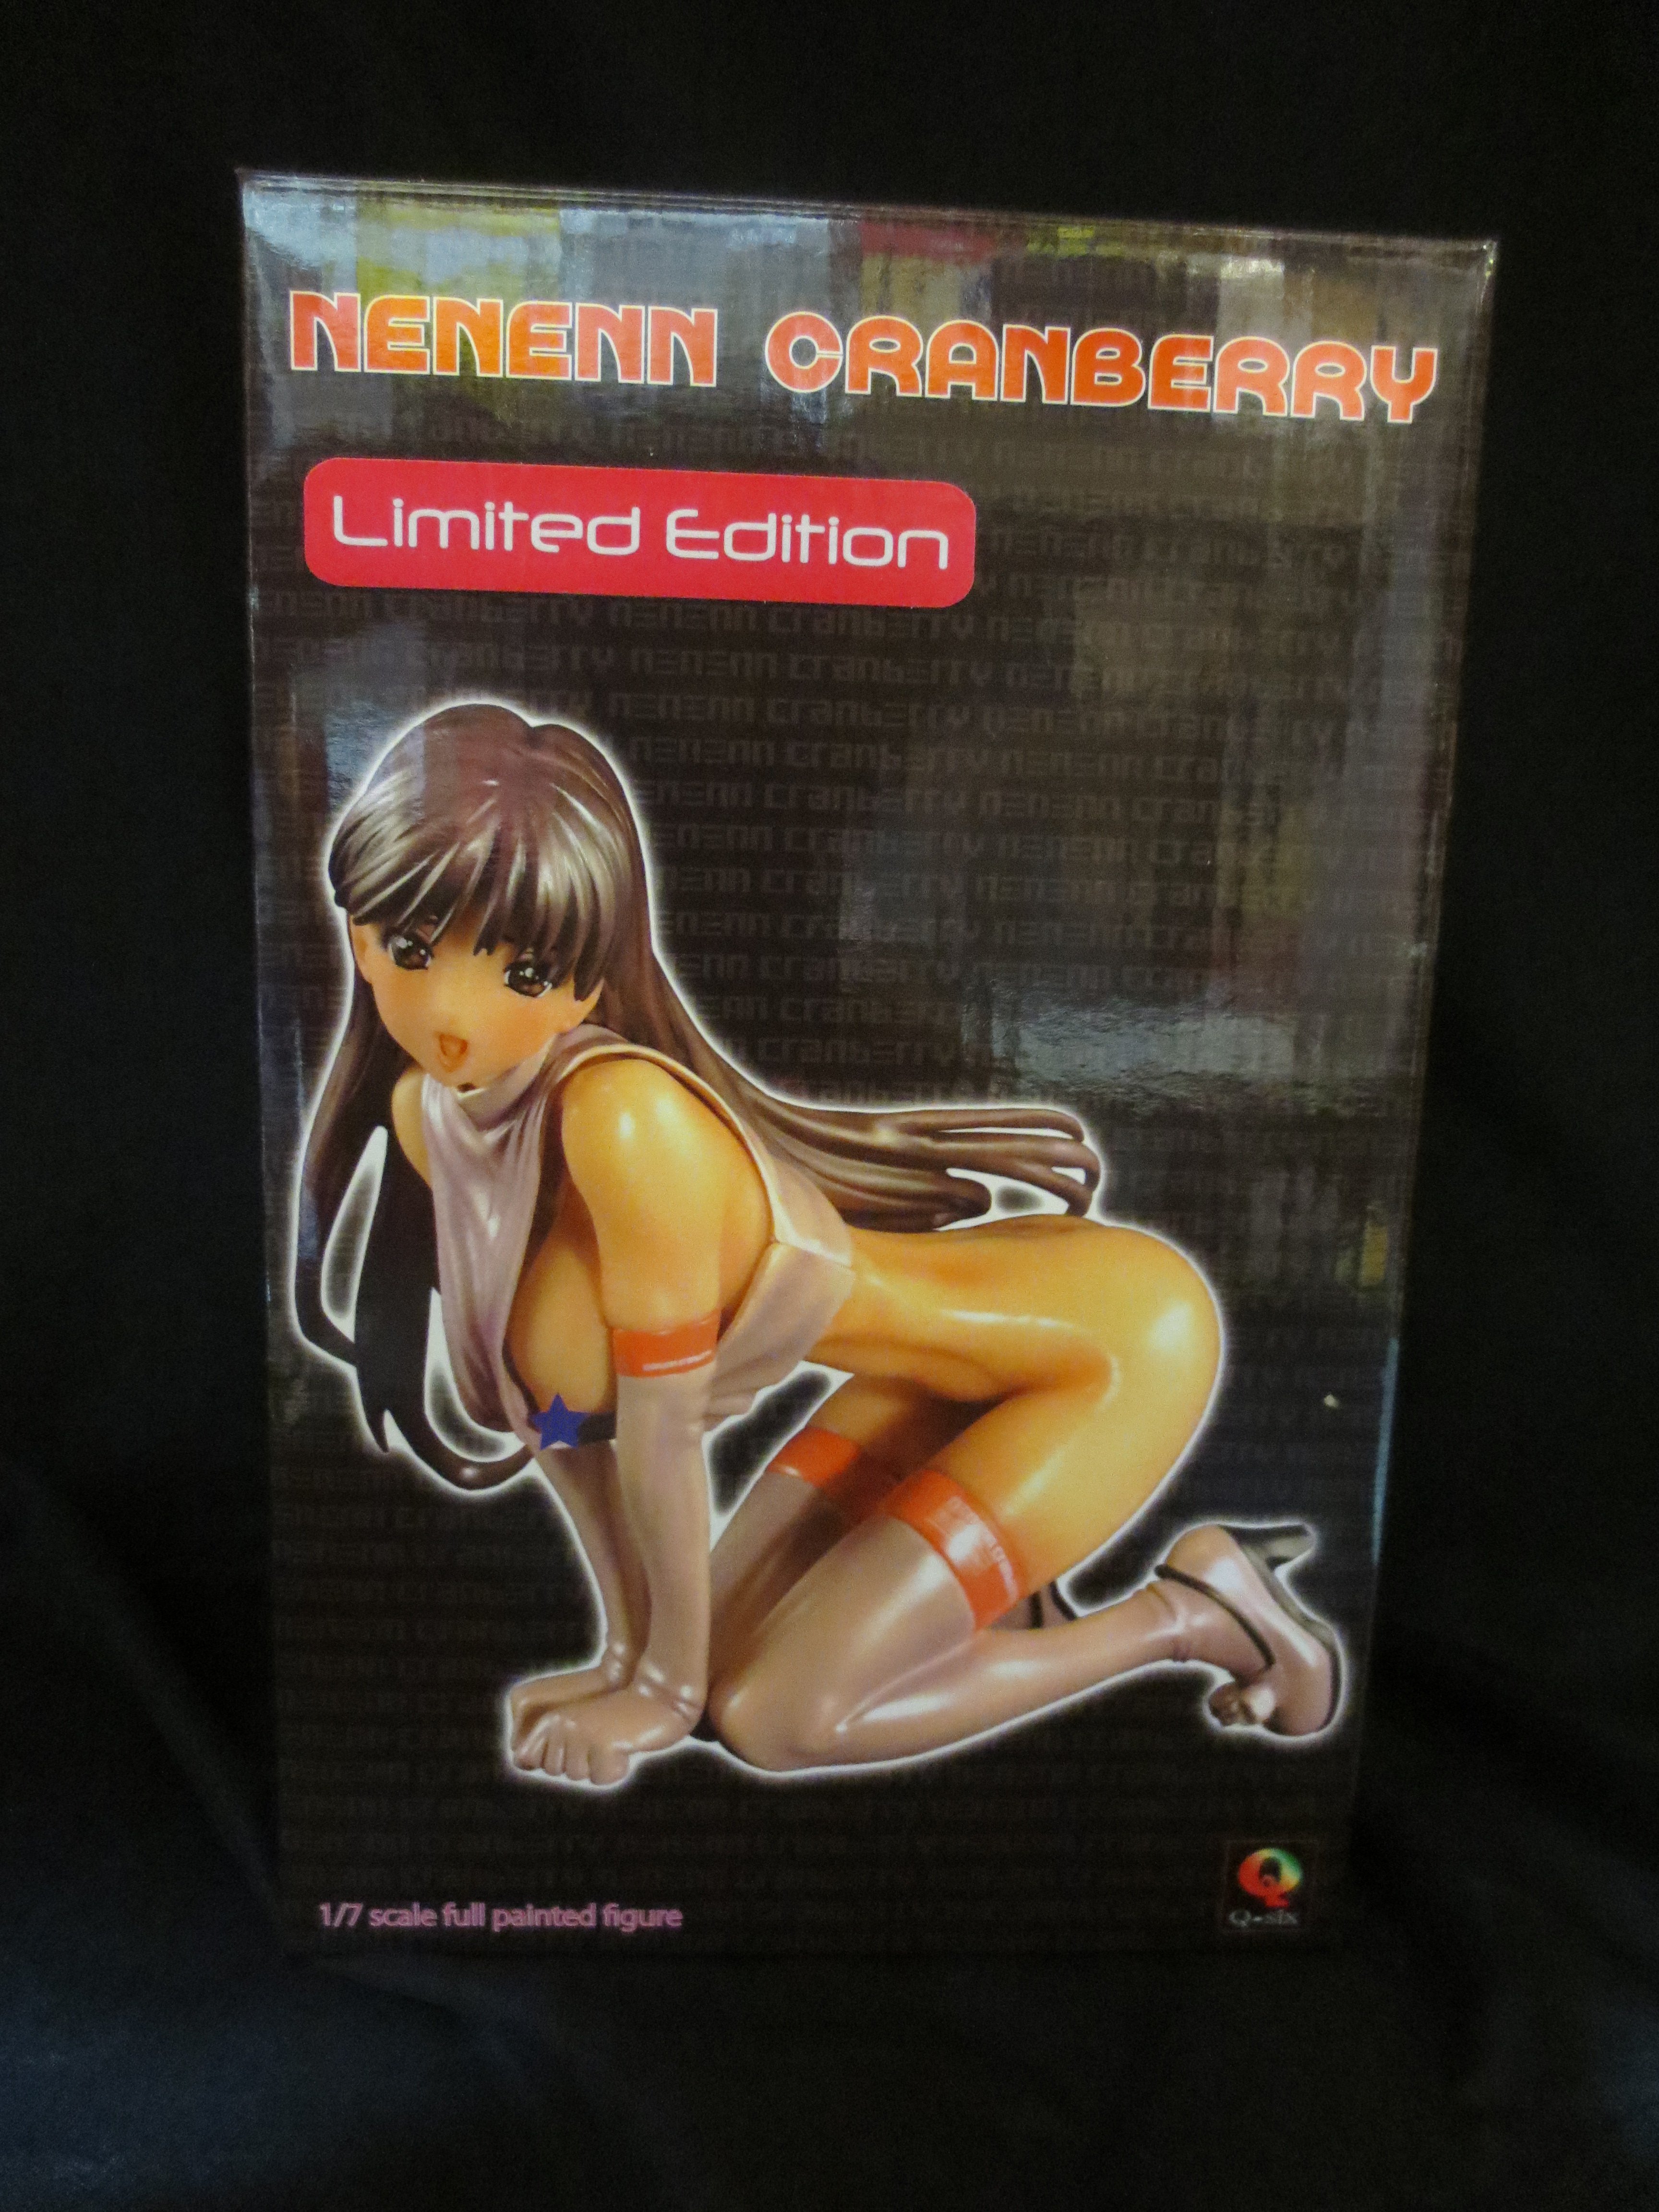 NENENN CRANBERRY
Limited Edition
1/7 scale full painted figure
Q-six